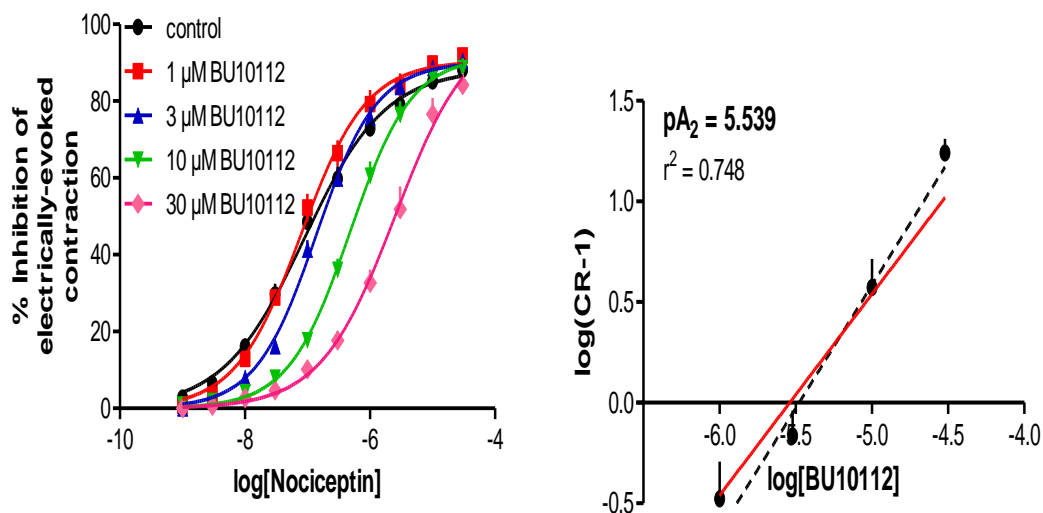 100
80
60
40
20
0
% Inhibition of
electrically-evoked
contraction
control
1 µM BU10112
3 µM BU10112
10 µM BU10112
30 µM BU10112
-10
-8
-6
-4
log[Nociceptin]
1.5
1.0
0.5
0.0
-0.5
log(CR-1)
pA2 = 5.539
r2 = 0.748
-6.0
-5.5
-5.0
-4.5
-4.0
log[BU10112]